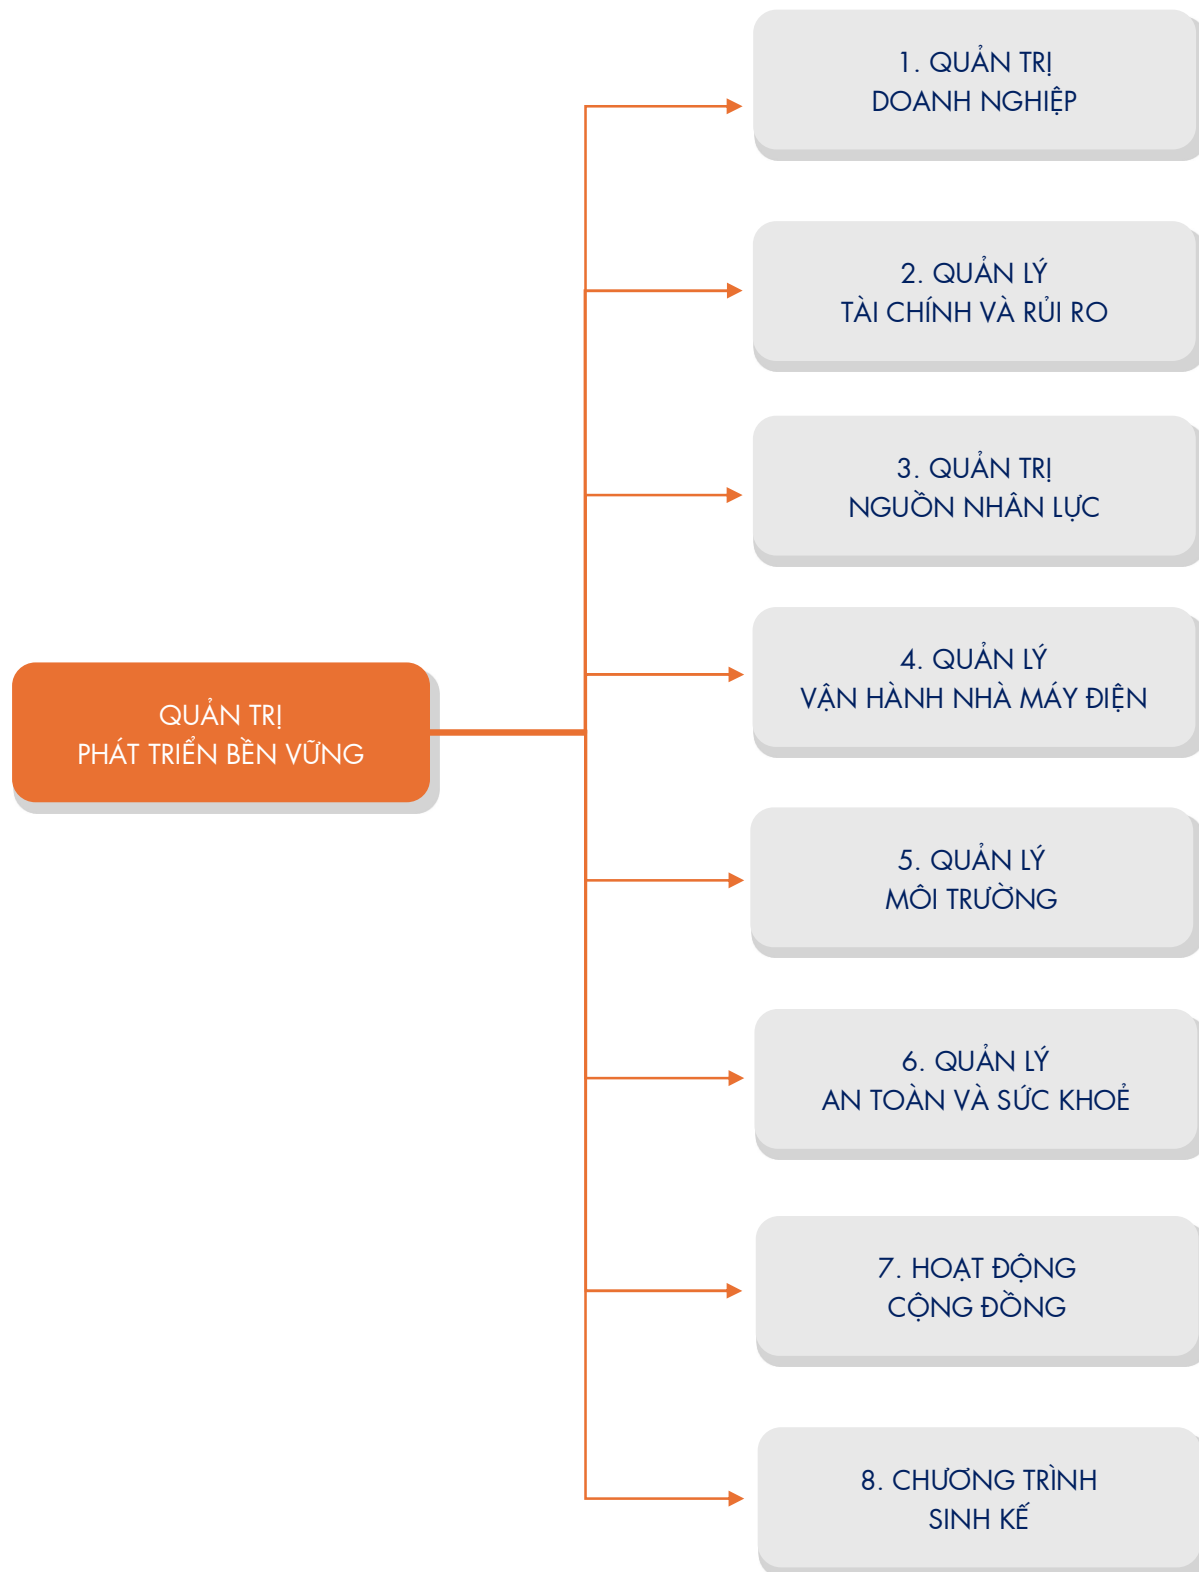 1. QUẢN TRỊ
DOANH NGHIỆP
2. QUẢN LÝ
TÀI CHÍNH VÀ RỦI RO
3. QUẢN TRỊ
NGUỒN NHÂN LỰC
4. QUẢN LÝ
VẬN HÀNH NHÀ MÁY ĐIỆN
QUẢN TRỊ
PHÁT TRIỂN BỀN VỮNG
5. QUẢN LÝ
MÔI TRƯỜNG
6. QUẢN LÝ
AN TOÀN VÀ SỨC KHOẺ
7. HOẠT ĐỘNG
CỘNG ĐỒNG
8. CHƯƠNG TRÌNH
SINH KẾ